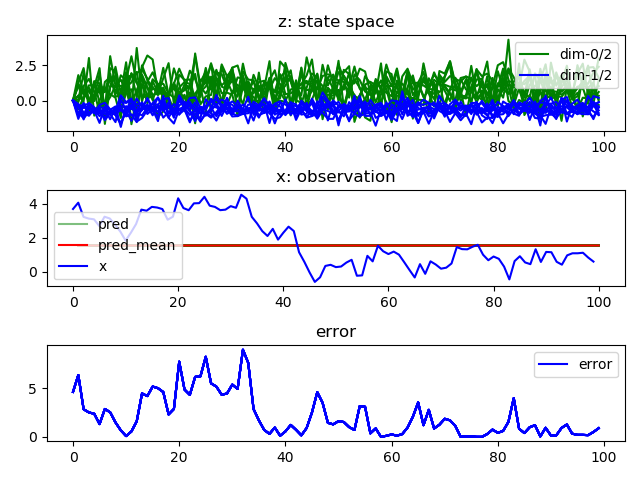 z: state space
2.5
0.0
dim-0/2
dim-1/2
0 20 40 60 80 100
x: observation
4
2
0
pred
pred_mean
x
0 20 40 60 80 100
error
5
0
error
0 20 40 60 80 100